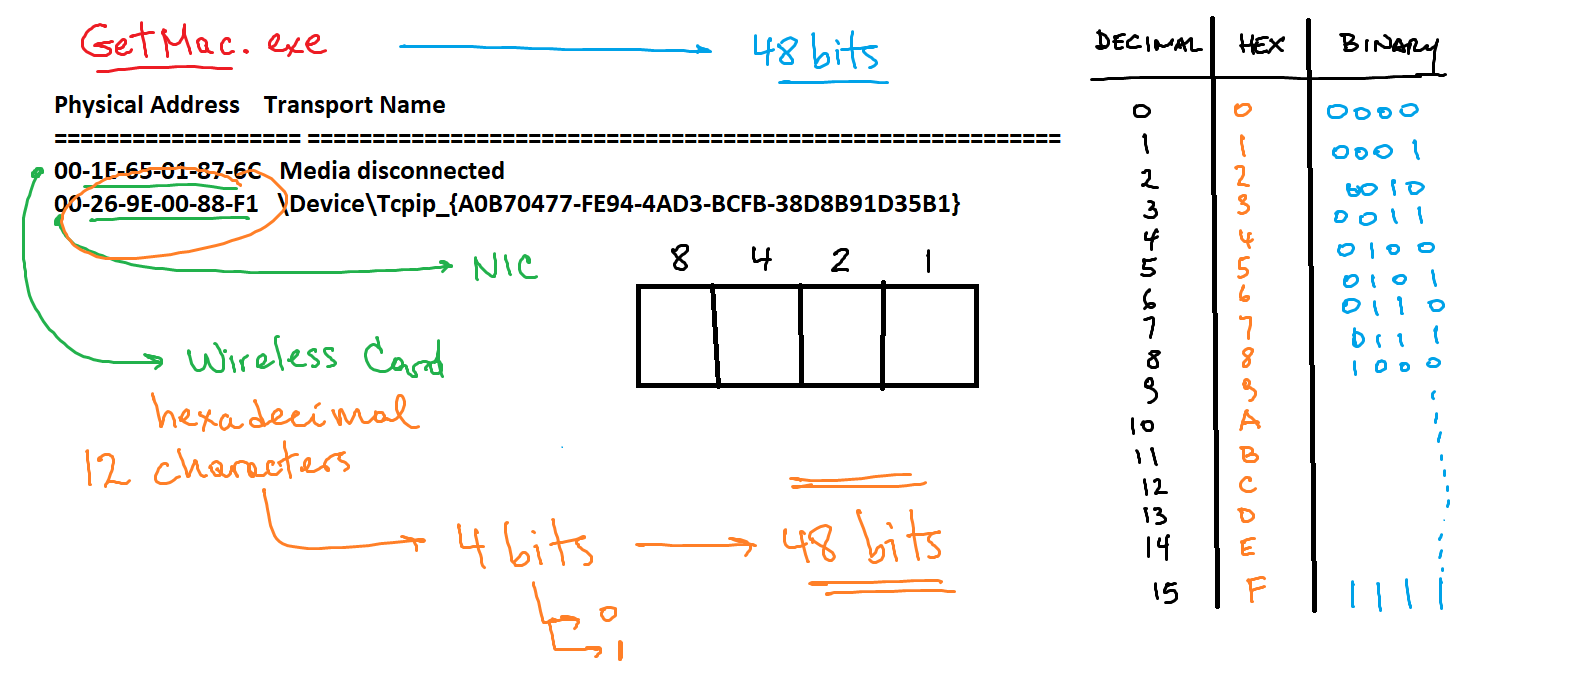 GetMac.exe
48 bits
Physical Address Transport Name
=================== ==========================================================
00-1F-65-01-87-6C Media disconnected
00-26-9E-00-88-F1 \Device\Tcpip_{A0B70477-FE94-4AD3-BCFB-38D8B91D35B1}
NIC
Wireless Card
hexadecimal
12 characters
4 bits
48 bits
0
1
8 4 2 1
DECIMAL HEX BINARY
0 0 0000
1 1 0001
2 2 0010
3 3 0011
4 4 0100
5 5 0101
6 6 0110
7 7 0111
8 8 1000
9 9
10 A
11 B
12 C
13 D
14 E
15 F 1111